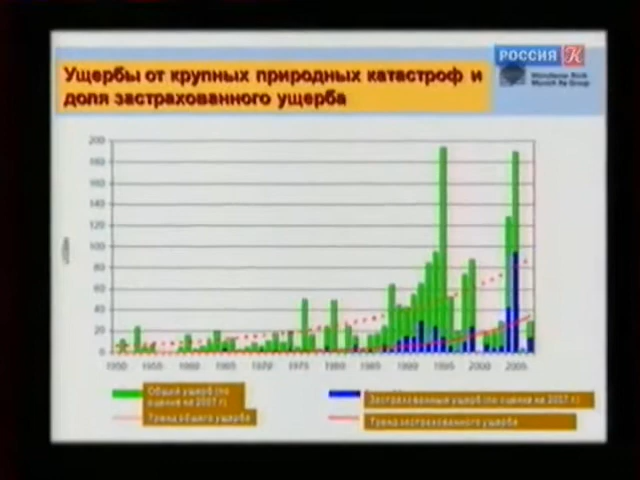 РОССИЯ К
Ущербы от крупных природных катастроф и
доля застрахованного ущерба
Munich Re Group
200
180
160
140
120
100
80
60
40
20
0
1950 1955 1960 1965 1970 1975 1980 1985 1990 1995 2000 2005
Общий ущерб (по
оценке на 2007 г)
Застрахованный ущерб (по оценке на 2007 г)
Тренд общего ущерба
Тренд застрахованного ущерба